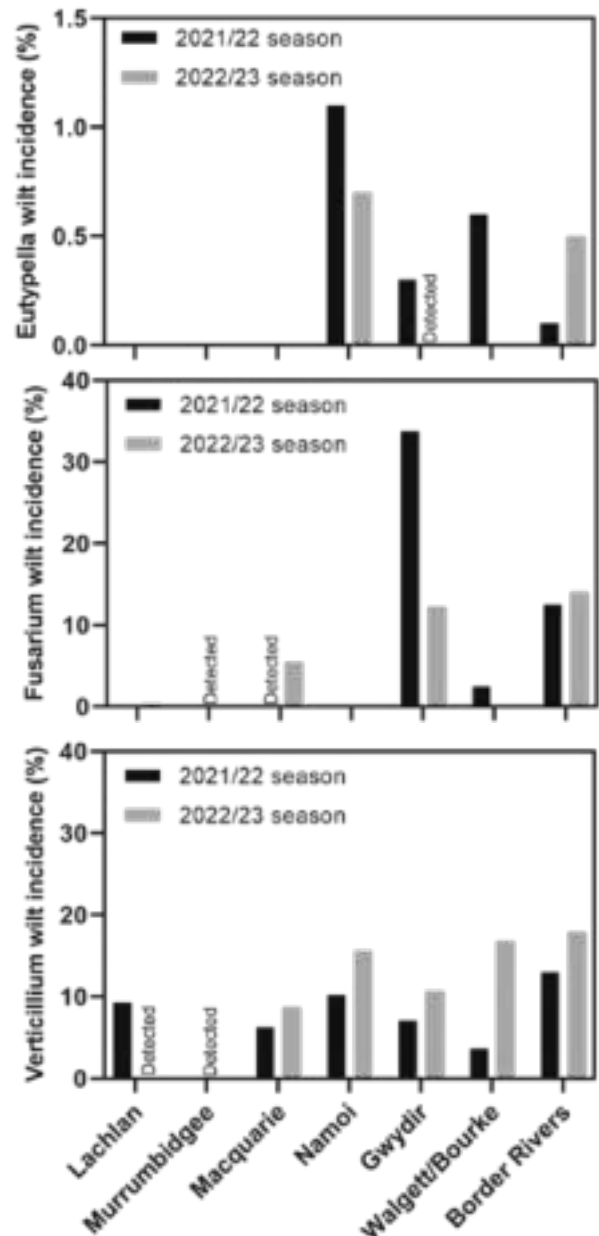 Eutypella wilt incidence (%)
1.5
1.0
0.5
0.0
2021/22 season
2022/23 season
Detected
Fusarium wilt incidence (%)
40
30
20
10
0
2021/22 season
2022/23 season
Detected
Detected
Verticillium wilt incidence (%)
40
30
20
10
0
2021/22 season
2022/23 season
Detected
Detected
Lachlan
Murrumbidgee
Macquarie
Namoi
Gwydir
Walgett/Bourke
Border Rivers